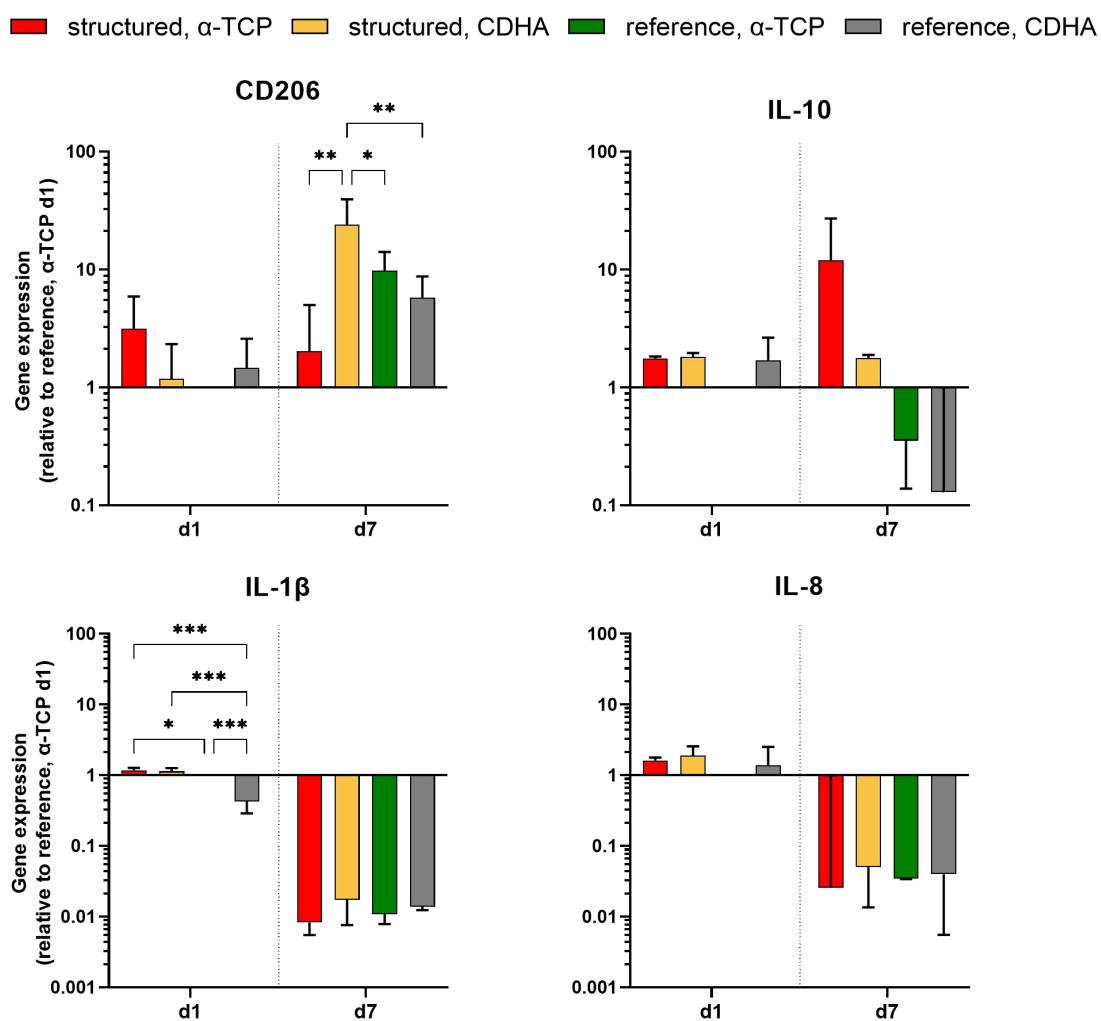 structured, α-TCP structured, CDHA reference, α-TCP reference, CDHA
CD206
Gene expression
(relative to reference, α-TCP d1)
100
10
1
0.1
**
**
*
d1
d7
IL-10
100
10
1
0.1
d1
d7
IL-1β
Gene expression
(relative to reference, α-TCP d1)
100
10
1
0.1
0.01
0.001
***
***
*
***
d1
d7
IL-8
100
10
1
0.1
0.01
0.001
d1
d7